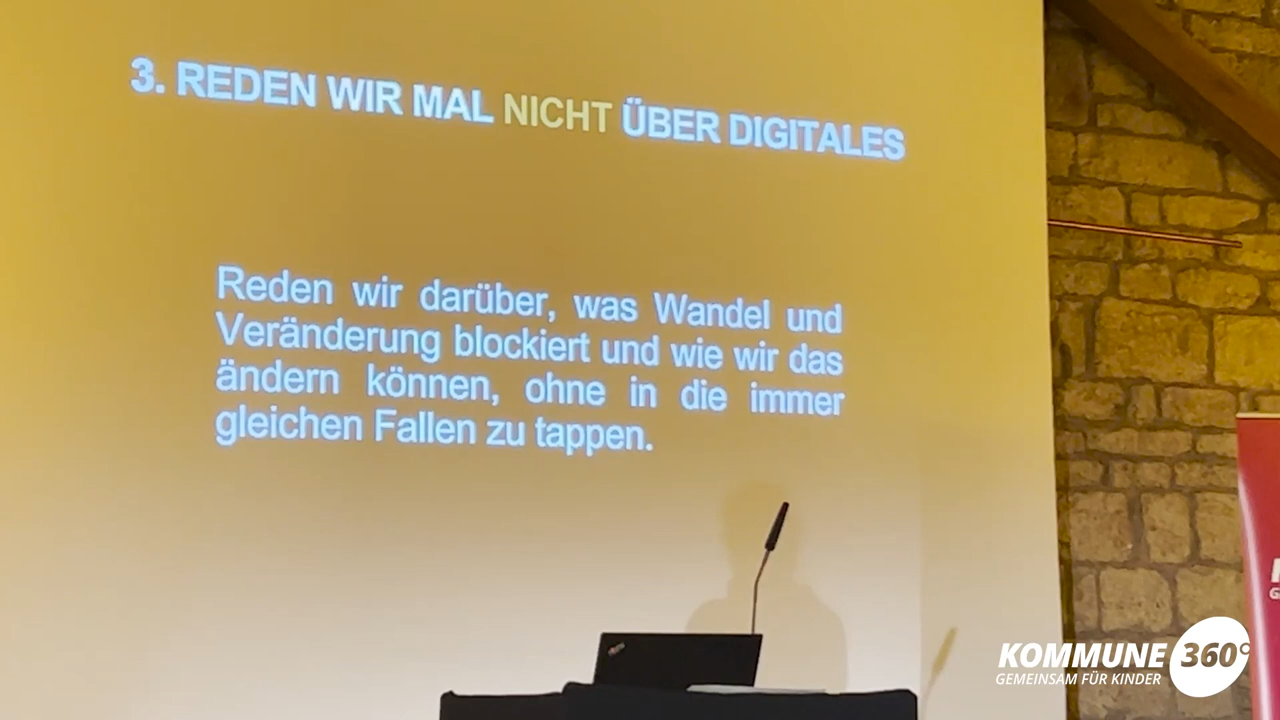 3. REDEN WIR MAL NICHT ÜBER DIGITALES
Reden wir darüber, was Wandel und
Veränderung blockiert und wie wir das
ändern können, ohne in die immer
gleichen Fallen zu tappen.
KOMMUNE 360°
GEMEINSAM FÜR KINDER